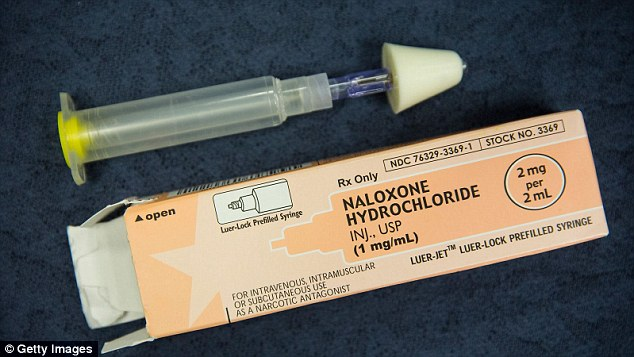 Rx Only
NDC 76329-3369-1
STOCK NO. 3369
▲open
Luer-Lock Prefilled Syringe
NALOXONE
HYDROCHLORIDE
INJ., USP
(1 mg/mL)
2 mg
per
2 mL
LUER-JET™ LUER-LOCK PREFILLED SYRINGE
FOR INTRAVENOUS, INTRAMUSCULAR
OR SUBCUTANEOUS USE
AS A NARCOTIC ANTAGONIST
© Getty Images